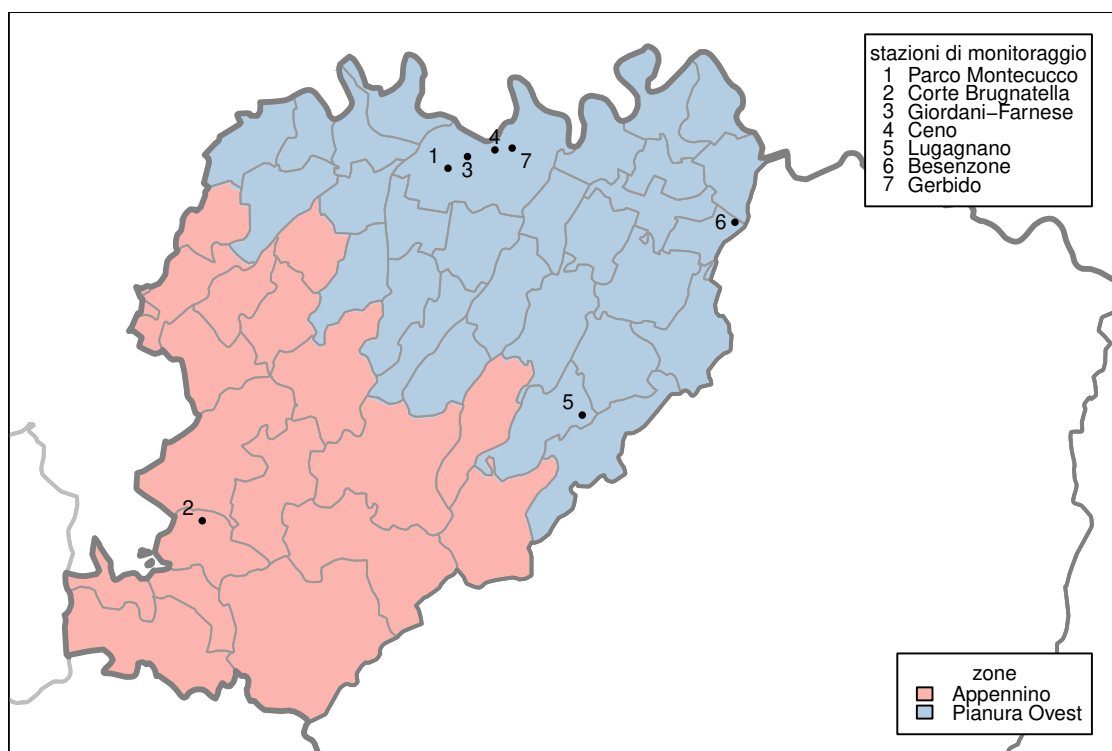 stazioni di monitoraggio
1 Parco Montecucco
2 Corte Brugnatella
3 Giordani−Farnese
4 Ceno
5 Lugagnano
6 Besenzone
7 Gerbido
4
1
3
7
6
5
2
zone
Appennino
Pianura Ovest